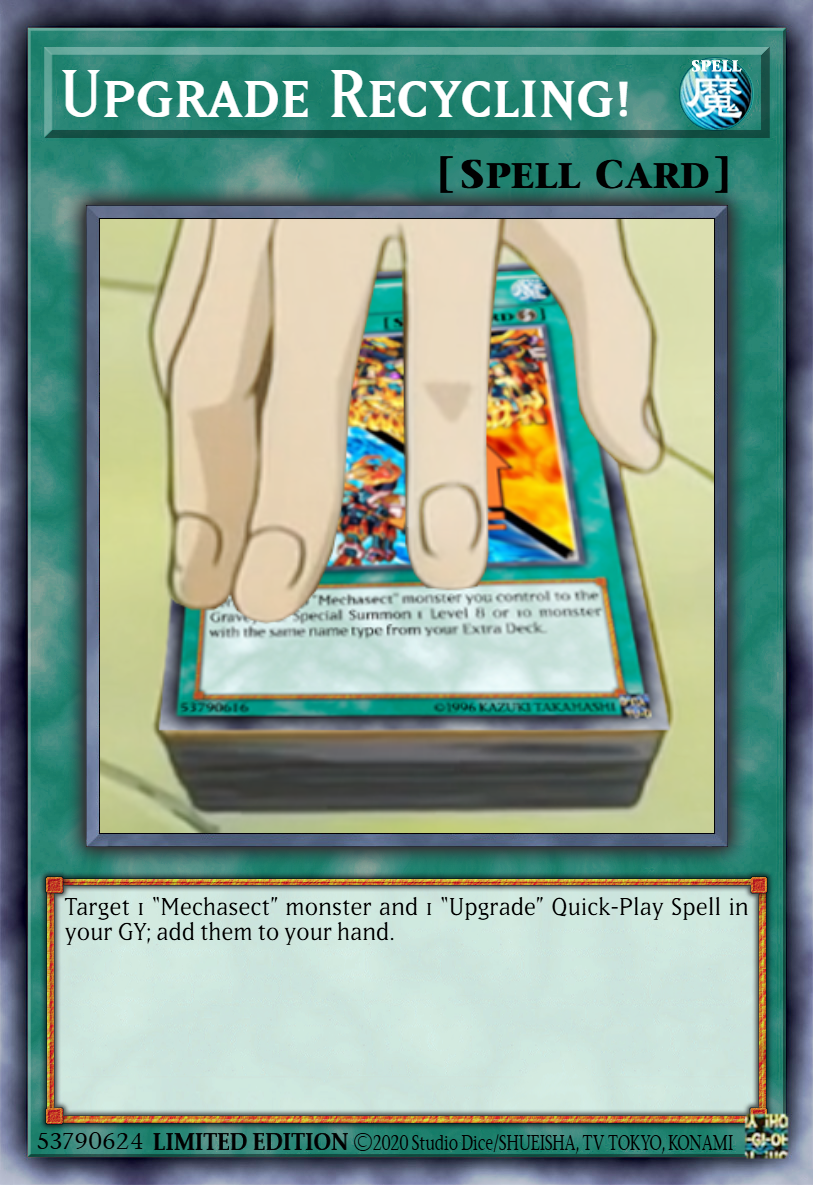 UPGRADE RECYCLING!
SPELL
魔
[SPELL CARD]
魔
RD
]
"Mechasect" monster you control to the
Special Summon 1 Level 8 or 10 monster
with the same name type from your Extra Deck.
53790616 ©1996 KAZUKI TAKAHASHI
Target 1 "Mechasect" monster and 1 "Upgrade" Quick-Play Spell in
your GY; add them to your hand.
53790624 LIMITED EDITION ©2020 Studio Dice/SHUEISHA, TV TOKYO, KONAMI